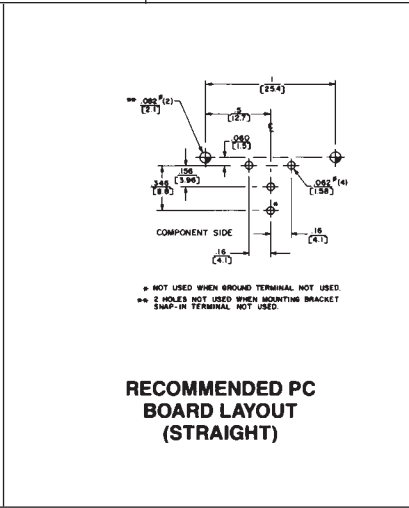 1
[25.4]
** .082 ø(2)
[2.1]
.5
[12.7]
.060
[1.5]
.156
[3.96]
.346
[8.8]
.062 ø(4)
[1.58]
*
COMPONENT SIDE
.16
[4.1]
.16
[4.1]
* NOT USED WHEN GROUND TERMINAL NOT USED.
** 2 HOLES NOT USED WHEN MOUNTING BRACKET
SNAP-IN TERMINAL NOT USED.
RECOMMENDED PC
BOARD LAYOUT
(STRAIGHT)